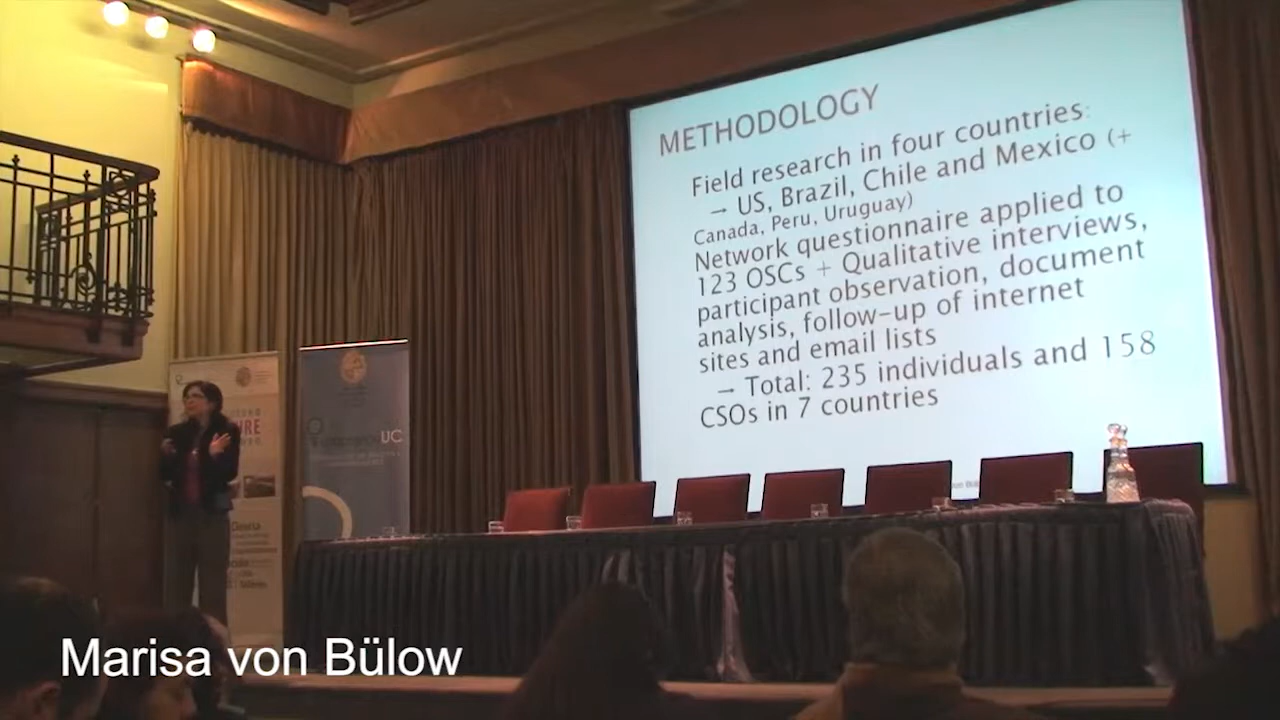 METHODOLOGY
Field research in four countries:
→ US, Brazil, Chile and Mexico (+
Canada, Peru, Uruguay)
Network questionnaire applied to
123 OSCs + Qualitative interviews,
participant observation, document
analysis, follow-up of internet
sites and email lists
→ Total: 235 individuals and 158
CSOs in 7 countries
UC
Marisa von Bülow